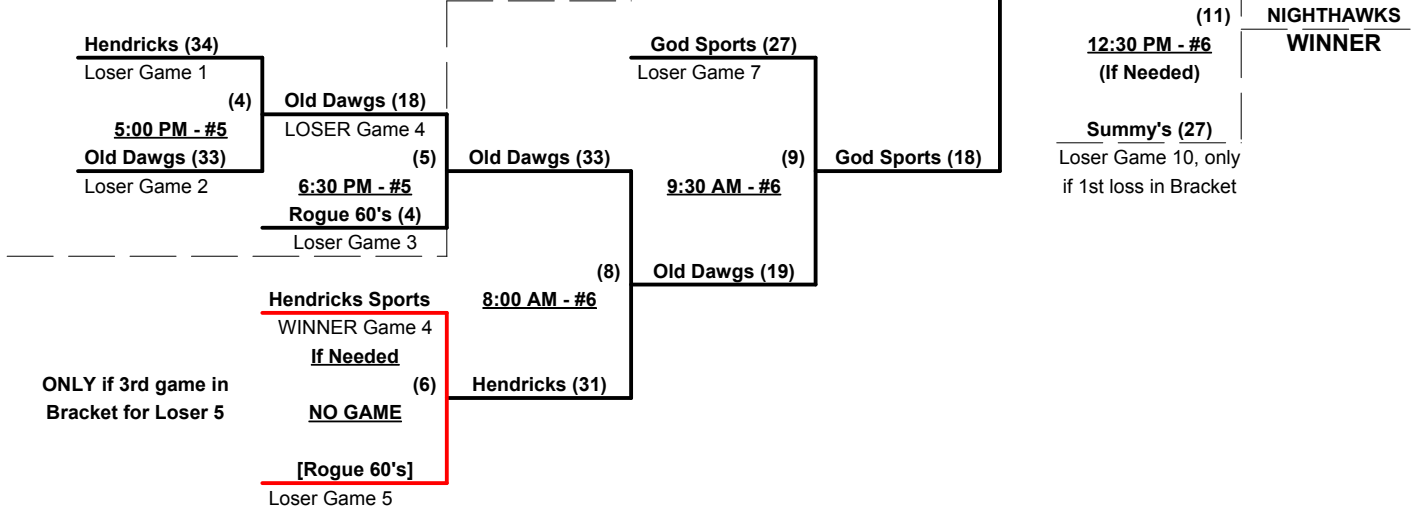 (11)
NIGHTHAWKS
Hendricks (34)
God Sports (27)
12:30 PM - #6
WINNER
Loser Game 1
Loser Game 7
(If Needed)
(4)
Old Dawgs (18)
5:00 PM - #5
LOSER Game 4
Summy's (27)
Old Dawgs (33)
(5)
Old Dawgs (33)
(9)
God Sports (18)
Loser Game 10, only
Loser Game 2
6:30 PM - #5
9:30 AM - #6
if 1st loss in Bracket
Rogue 60's (4)
Loser Game 3
(8)
Old Dawgs (19)
Hendricks Sports
8:00 AM - #6
WINNER Game 4
If Needed
ONLY if 3rd game in
(6)
Hendricks (31)
Bracket for Loser 5
NO GAME
[Rogue 60's]
Loser Game 5